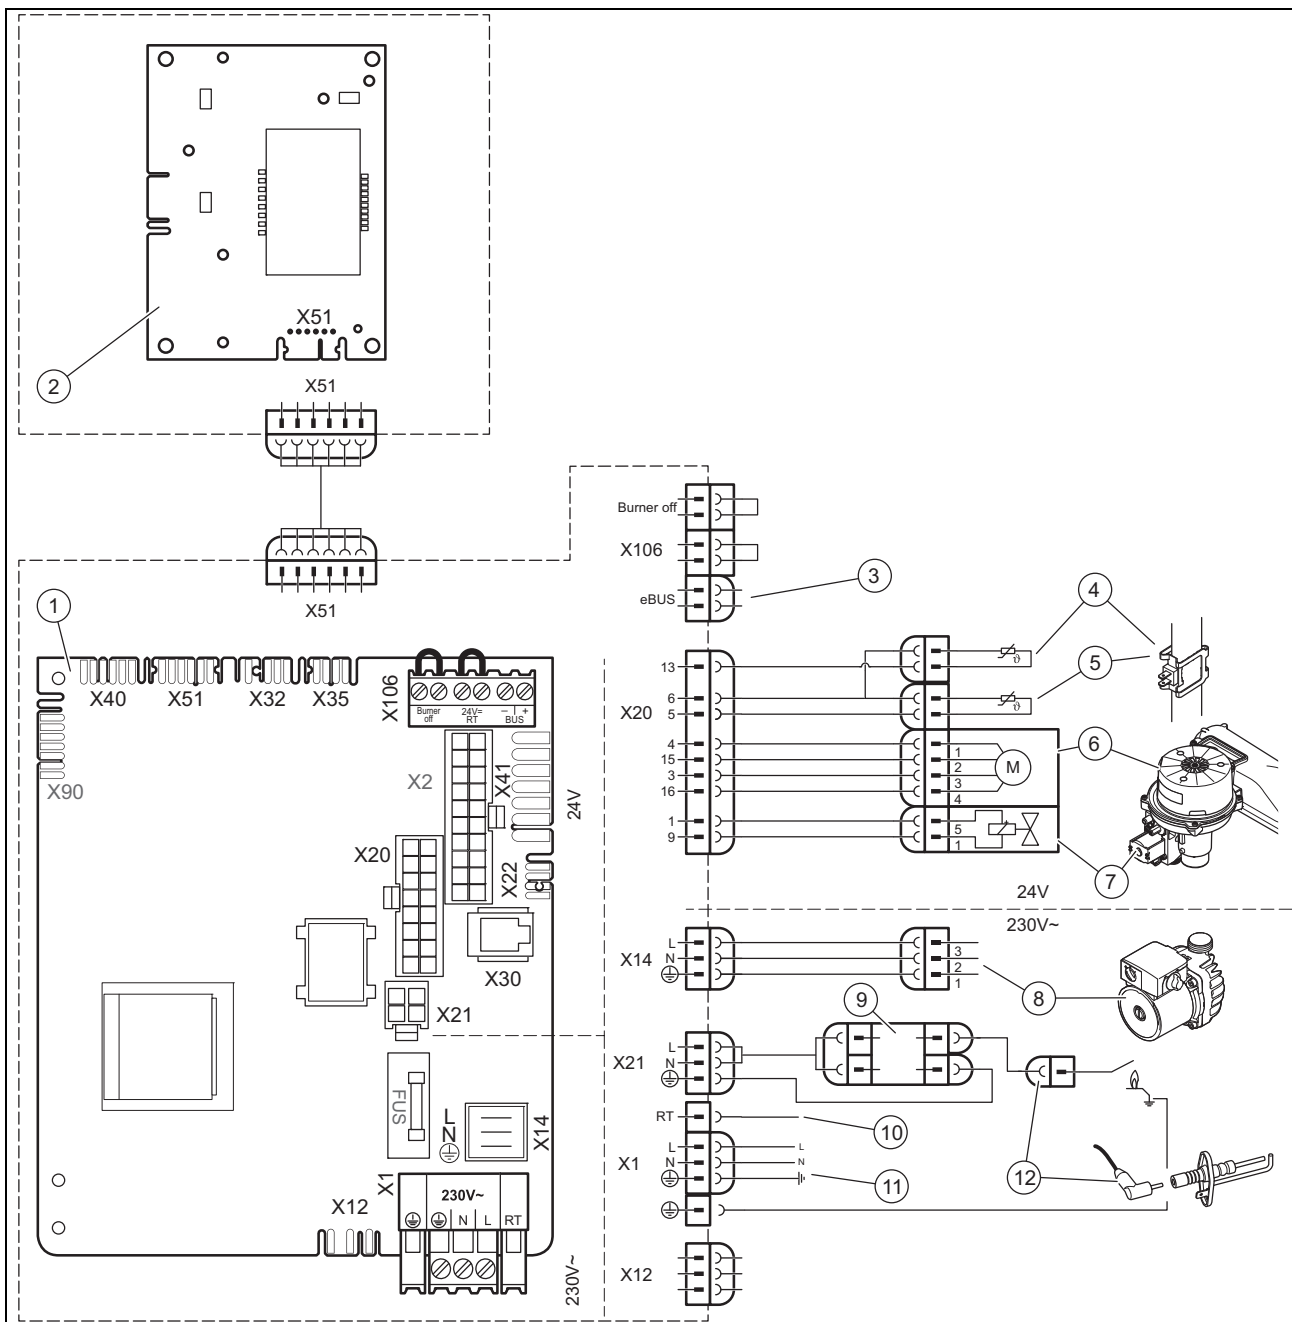 X51
2
X51
X51
Burner off
X106
eBUS
3
1
4
5
6
7
X40
X51
X32
X35
X106
Burner off
24V= RT
– | +
BUS
X90
X2
X41
24V
X20
X22
X30
X21
FUS
L
N
X14
X1
230V~
N
L
RT
X12
230V~
13
6
5
X20
4
15
3
16
1
9
ϑ
ϑ
1
2
3
4
M
5
1
24V
230V~
X14
L
N
3
2
1
8
9
X21
L
N
12
RT
10
X1
L
N
L
N
11
X12